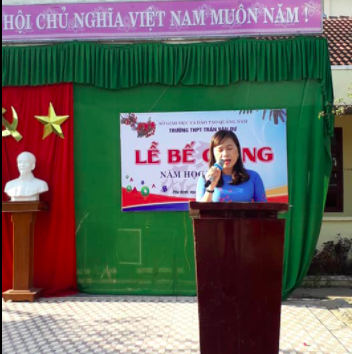 HỘI CHỦ NGHĨA VIỆT NAM MUÔN NĂM !
SỞ GIÁO DỤC VÀ ĐÀO TẠO QUẢNG NAM
TRƯỜNG THPT TRẦN VĂN DƯ
LỄ BẾ GIẢNG
NĂM HỌC